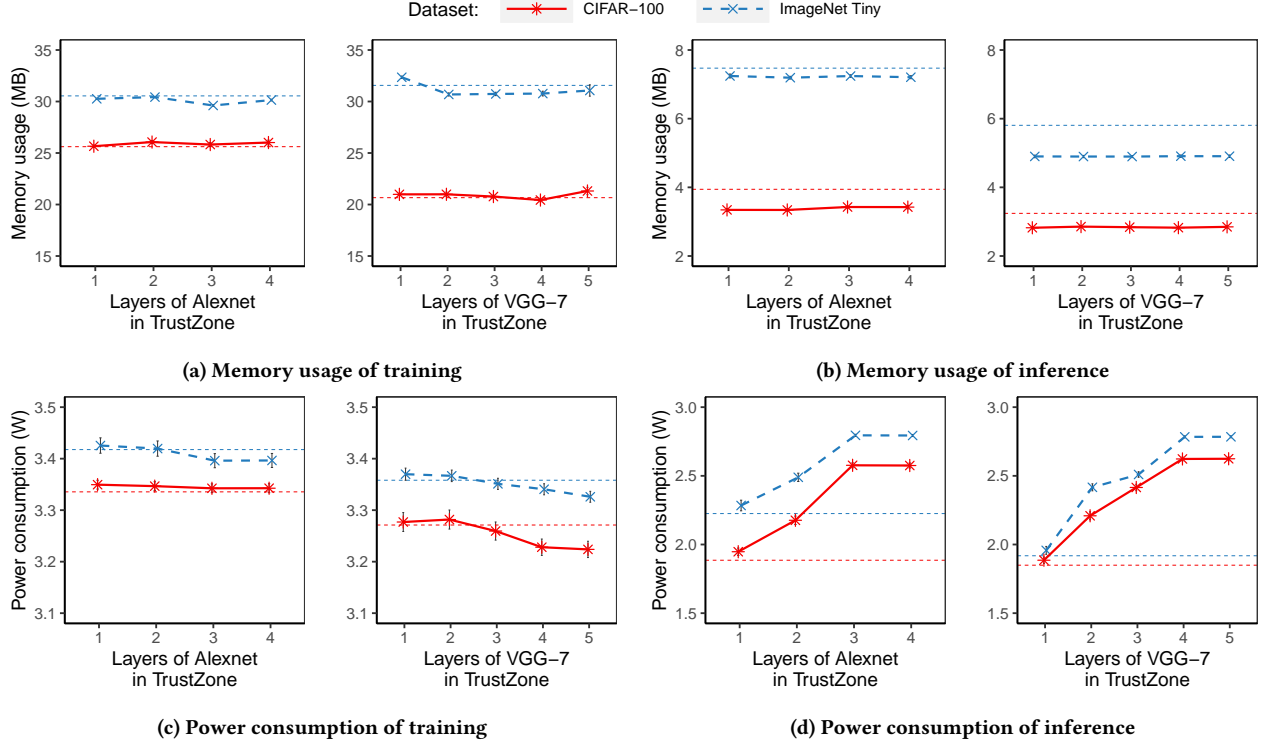 Dataset: CIFAR−100 ImageNet Tiny
Memory usage (MB)
35
30
25
20
15
1 2 3 4
Layers of Alexnet
in TrustZone
35
30
25
20
15
1 2 3 4 5
Layers of VGG−7
in TrustZone
(a) Memory usage of training
Memory usage (MB)
8
6
4
2
1 2 3 4
Layers of Alexnet
in TrustZone
8
6
4
2
1 2 3 4 5
Layers of VGG−7
in TrustZone
(b) Memory usage of inference
Power consumption (W)
3.5
3.4
3.3
3.2
3.1
1 2 3 4
Layers of Alexnet
in TrustZone
3.5
3.4
3.3
3.2
3.1
1 2 3 4 5
Layers of VGG−7
in TrustZone
(c) Power consumption of training
Power consumption (W)
3.0
2.5
2.0
1.5
1 2 3 4
Layers of Alexnet
in TrustZone
3.0
2.5
2.0
1.5
1 2 3 4 5
Layers of VGG−7
in TrustZone
(d) Power consumption of inference